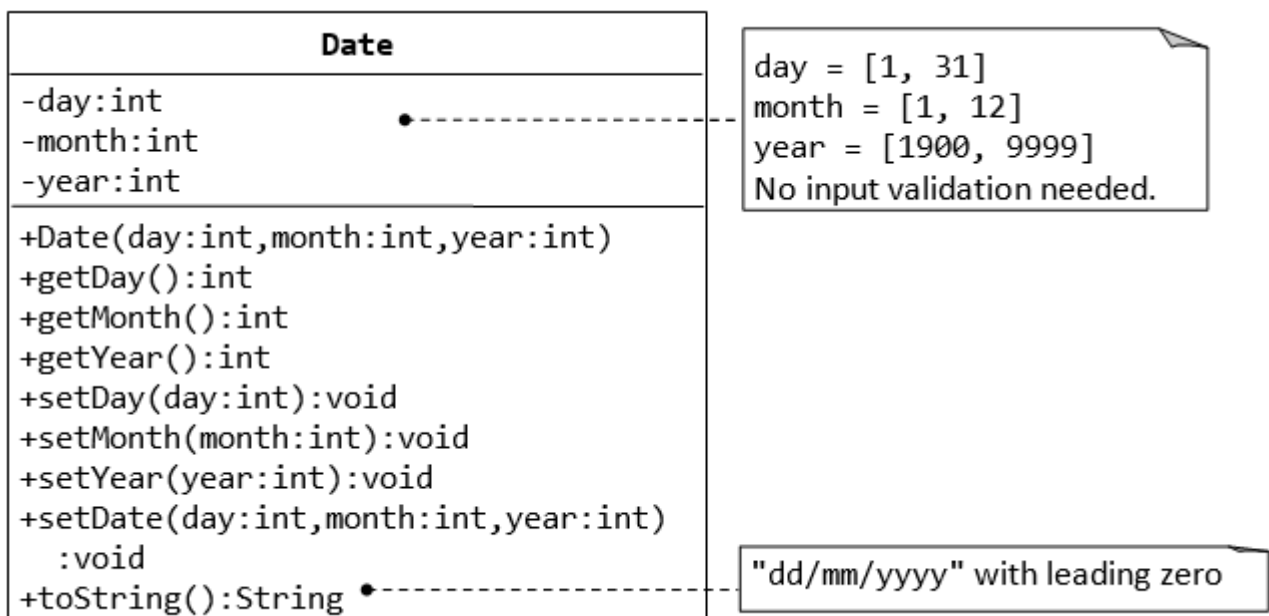 Date
-day:int
-month:int
-year:int
+Date(day:int,month:int,year:int)
+getDay():int
+getMonth():int
+getYear():int
+setDay(day:int):void
+setMonth(month:int):void
+setYear(year:int):void
+setDate(day:int,month:int,year:int)
:void
+toString():String
day = [1, 31]
month = [1, 12]
year = [1900, 9999]
No input validation needed.
"dd/mm/yyyy" with leading zero